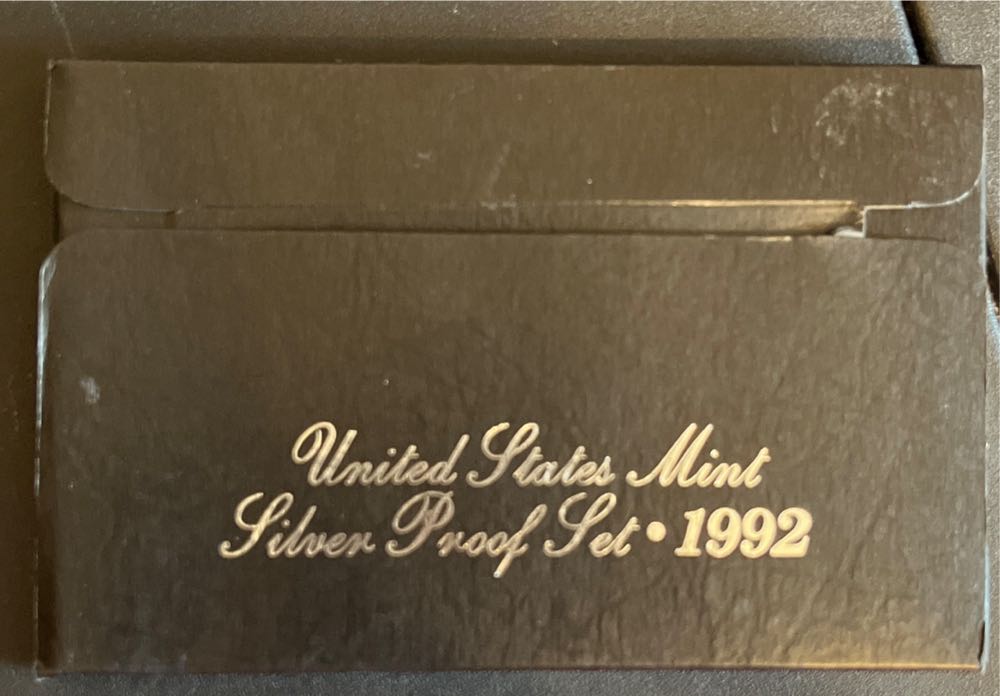 United States Mint
Silver Proof Set • 1992